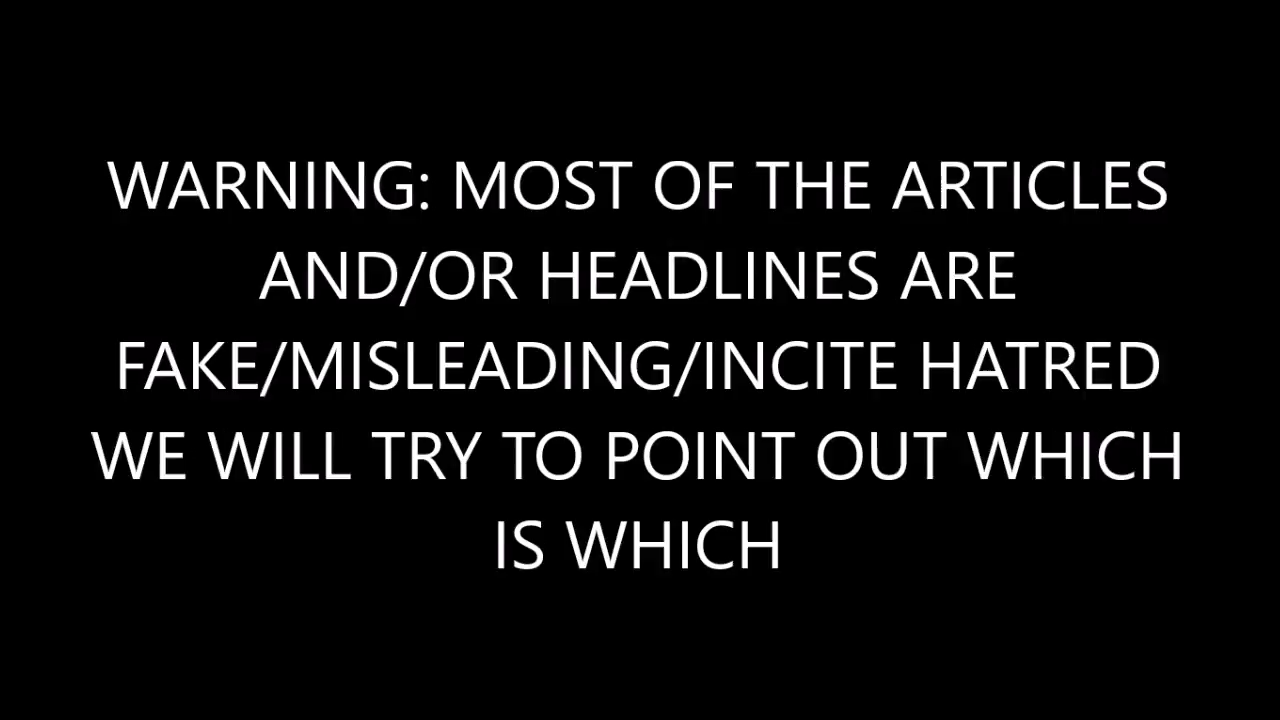 WARNING: MOST OF THE ARTICLES
AND/OR HEADLINES ARE
FAKE/MISLEADING/INCITE HATRED
WE WILL TRY TO POINT OUT WHICH
IS WHICH